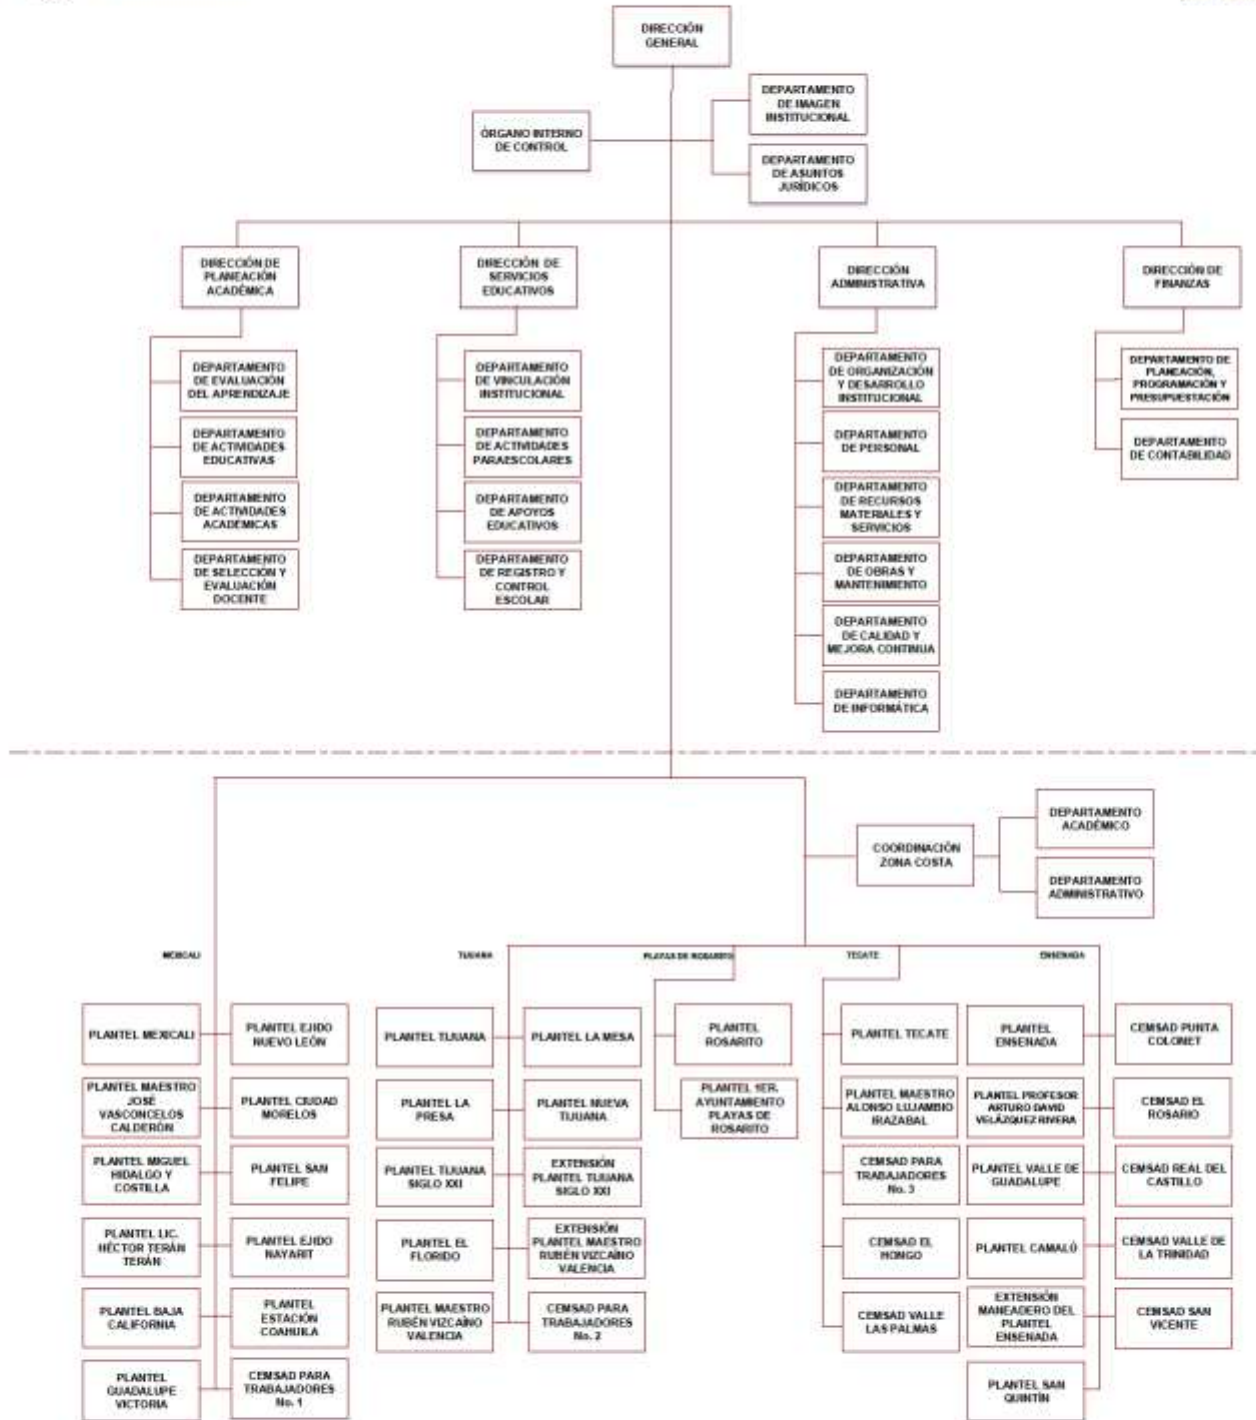 DIRECCIÓN
GENERAL
DEPARTAMENTO
DE IMAGEN
INSTITUCIONAL
ÓRGANO INTERNO
DE CONTROL
DEPARTAMENTO
DE ASUNTOS
JURÍDICOS
DIRECCIÓN DE
PLANEACIÓN
ACADÉMICA
DIRECCIÓN DE
SERVICIOS
EDUCATIVOS
DIRECCIÓN
ADMINISTRATIVA
DIRECCIÓN DE
FINANZAS
DEPARTAMENTO
DE EVALUACIÓN
DEL APRENDIZAJE
DEPARTAMENTO
DE ACTIVIDADES
EDUCATIVAS
DEPARTAMENTO
DE ACTIVIDADES
ACADÉMICAS
DEPARTAMENTO
DE SELECCIÓN Y
EVALUACIÓN
DOCENTE
DEPARTAMENTO
DE VINCULACIÓN
INSTITUCIONAL
DEPARTAMENTO
DE ACTIVIDADES
PARAESCOLARES
DEPARTAMENTO
DE APOYOS
EDUCATIVOS
DEPARTAMENTO
DE REGISTRO Y
CONTROL
ESCOLAR
DEPARTAMENTO
DE ORGANIZACIÓN
Y DESARROLLO
INSTITUCIONAL
DEPARTAMENTO
DE PERSONAL
DEPARTAMENTO
DE RECURSOS
MATERIALES Y
SERVICIOS
DEPARTAMENTO
DE OBRAS Y
MANTENIMIENTO
DEPARTAMENTO
DE CALIDAD Y
MEJORA CONTINUA
DEPARTAMENTO
DE INFORMÁTICA
DEPARTAMENTO DE
PLANEACIÓN,
PROGRAMACIÓN Y
PRESUPUESTACIÓN
DEPARTAMENTO
DE CONTABILIDAD
COORDINACIÓN
ZONA COSTA
DEPARTAMENTO
ACADÉMICO
DEPARTAMENTO
ADMINISTRATIVO
MEXICALI
PLANTEL MEXICALI
PLANTEL EJIDO
NUEVO LEÓN
PLANTEL MAESTRO
JOSÉ
VASCONCELOS
CALDERÓN
PLANTEL CIUDAD
MORELOS
PLANTEL MIGUEL
HIDALGO Y
COSTILLA
PLANTEL SAN
FELIPE
PLANTEL LIC.
HÉCTOR TERÁN
TERÁN
PLANTEL EJIDO
NAYARIT
PLANTEL BAJA
CALIFORNIA
PLANTEL
ESTACIÓN
COAHUILA
PLANTEL
GUADALUPE
VICTORIA
CEMSAD PARA
TRABAJADORES
No. 1
TIJUANA
PLANTEL TIJUANA
PLANTEL LA MESA
PLANTEL LA
PRESA
PLANTEL NUEVA
TIJUANA
PLANTEL TIJUANA
SIGLO XXI
EXTENSIÓN
PLANTEL TIJUANA
SIGLO XXI
PLANTEL EL
FLORIDO
EXTENSIÓN
PLANTEL MAESTRO
RUBÉN VIZCAÍNO
VALENCIA
PLANTEL MAESTRO
RUBÉN VIZCAÍNO
VALENCIA
CEMSAD PARA
TRABAJADORES
No. 2
PLAYAS DE ROSARITO
PLANTEL
ROSARITO
PLANTEL 1ER.
AYUNTAMIENTO
PLAYAS DE
ROSARITO
TECATE
PLANTEL TECATE
PLANTEL MAESTRO
ALONSO LUJAMBIO
IRAZABAL
CEMSAD PARA
TRABAJADORES
No. 3
CEMSAD EL
HONGO
CEMSAD VALLE
LAS PALMAS
ENSENADA
PLANTEL
ENSENADA
CEMSAD PUNTA
COLONET
PLANTEL PROFESOR
ARTURO DAVID
VELÁZQUEZ RIVERA
CEMSAD EL
ROSARIO
PLANTEL VALLE DE
GUADALUPE
CEMSAD REAL DEL
CASTILLO
PLANTEL CAMALÚ
CEMSAD VALLE DE
LA TRINIDAD
EXTENSIÓN
MANEADERO DEL
PLANTEL
ENSENADA
CEMSAD SAN
VICENTE
PLANTEL SAN
QUINTÍN